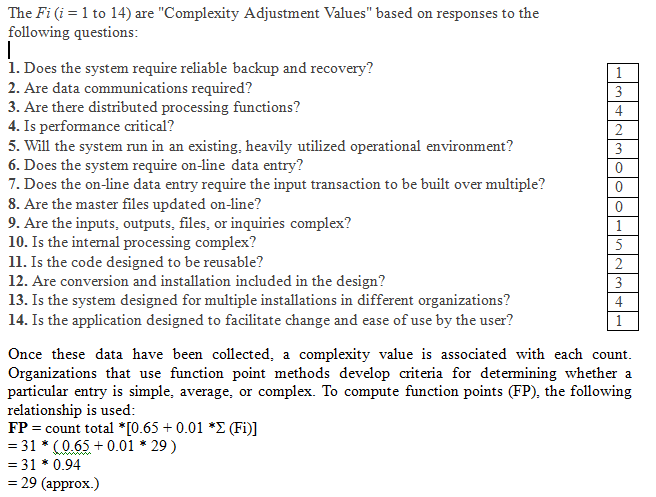 The Fi (i = 1 to 14) are "Complexity Adjustment Values" based on responses to the
following questions:
1. Does the system require reliable backup and recovery? 1
2. Are data communications required? 3
3. Are there distributed processing functions? 4
4. Is performance critical? 2
5. Will the system run in an existing, heavily utilized operational environment? 3
6. Does the system require on-line data entry? 0
7. Does the on-line data entry require the input transaction to be built over multiple? 0
8. Are the master files updated on-line? 0
9. Are the inputs, outputs, files, or inquiries complex? 1
10. Is the internal processing complex? 5
11. Is the code designed to be reusable? 2
12. Are conversion and installation included in the design? 3
13. Is the system designed for multiple installations in different organizations? 4
14. Is the application designed to facilitate change and ease of use by the user? 1
Once these data have been collected, a complexity value is associated with each count.
Organizations that use function point methods develop criteria for determining whether a
particular entry is simple, average, or complex. To compute function points (FP), the following
relationship is used:
FP = count total *[0.65 + 0.01 *Σ (Fi)]
= 31 * ( 0.65 + 0.01 * 29 )
= 31 * 0.94
= 29 (approx.)